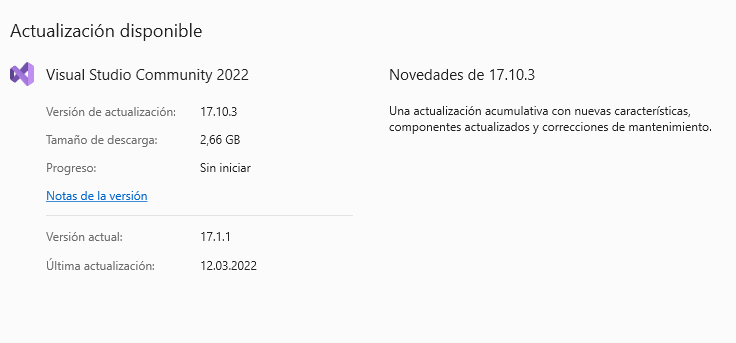 Actualización disponible
Visual Studio Community 2022
Versión de actualización: 17.10.3
Tamaño de descarga: 2,66 GB
Progreso: Sin iniciar
Notas de la versión
Versión actual: 17.1.1
Última actualización: 12.03.2022
Novedades de 17.10.3
Una actualización acumulativa con nuevas características,
componentes actualizados y correcciones de mantenimiento.